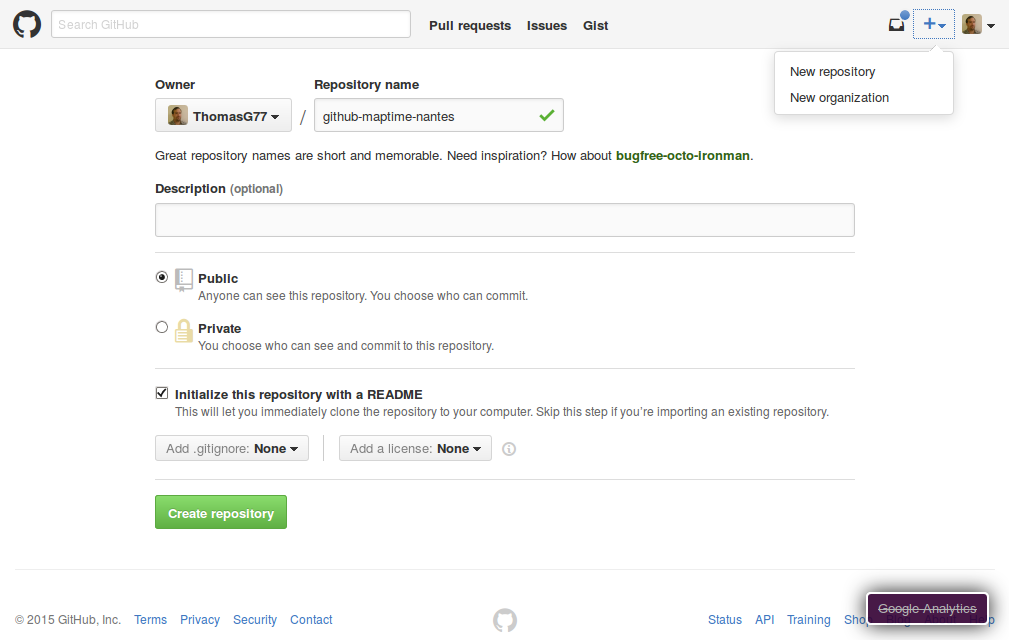 Search GitHub
Pull requests Issues Gist
New repository
New organization
Owner Repository name
ThomasG77 / github-maptime-nantes
Great repository names are short and memorable. Need inspiration? How about bugfree-octo-ironman.
Description (optional)
Public
Anyone can see this repository. You choose who can commit.
Private
You choose who can see and commit to this repository.
Initialize this repository with a README
This will let you immediately clone the repository to your computer. Skip this step if you’re importing an existing repository.
Add .gitignore: None Add a license: None
Create repository
Google Analytics
© 2015 GitHub, Inc. Terms Privacy Security Contact Status API Training Shop Blog About Help